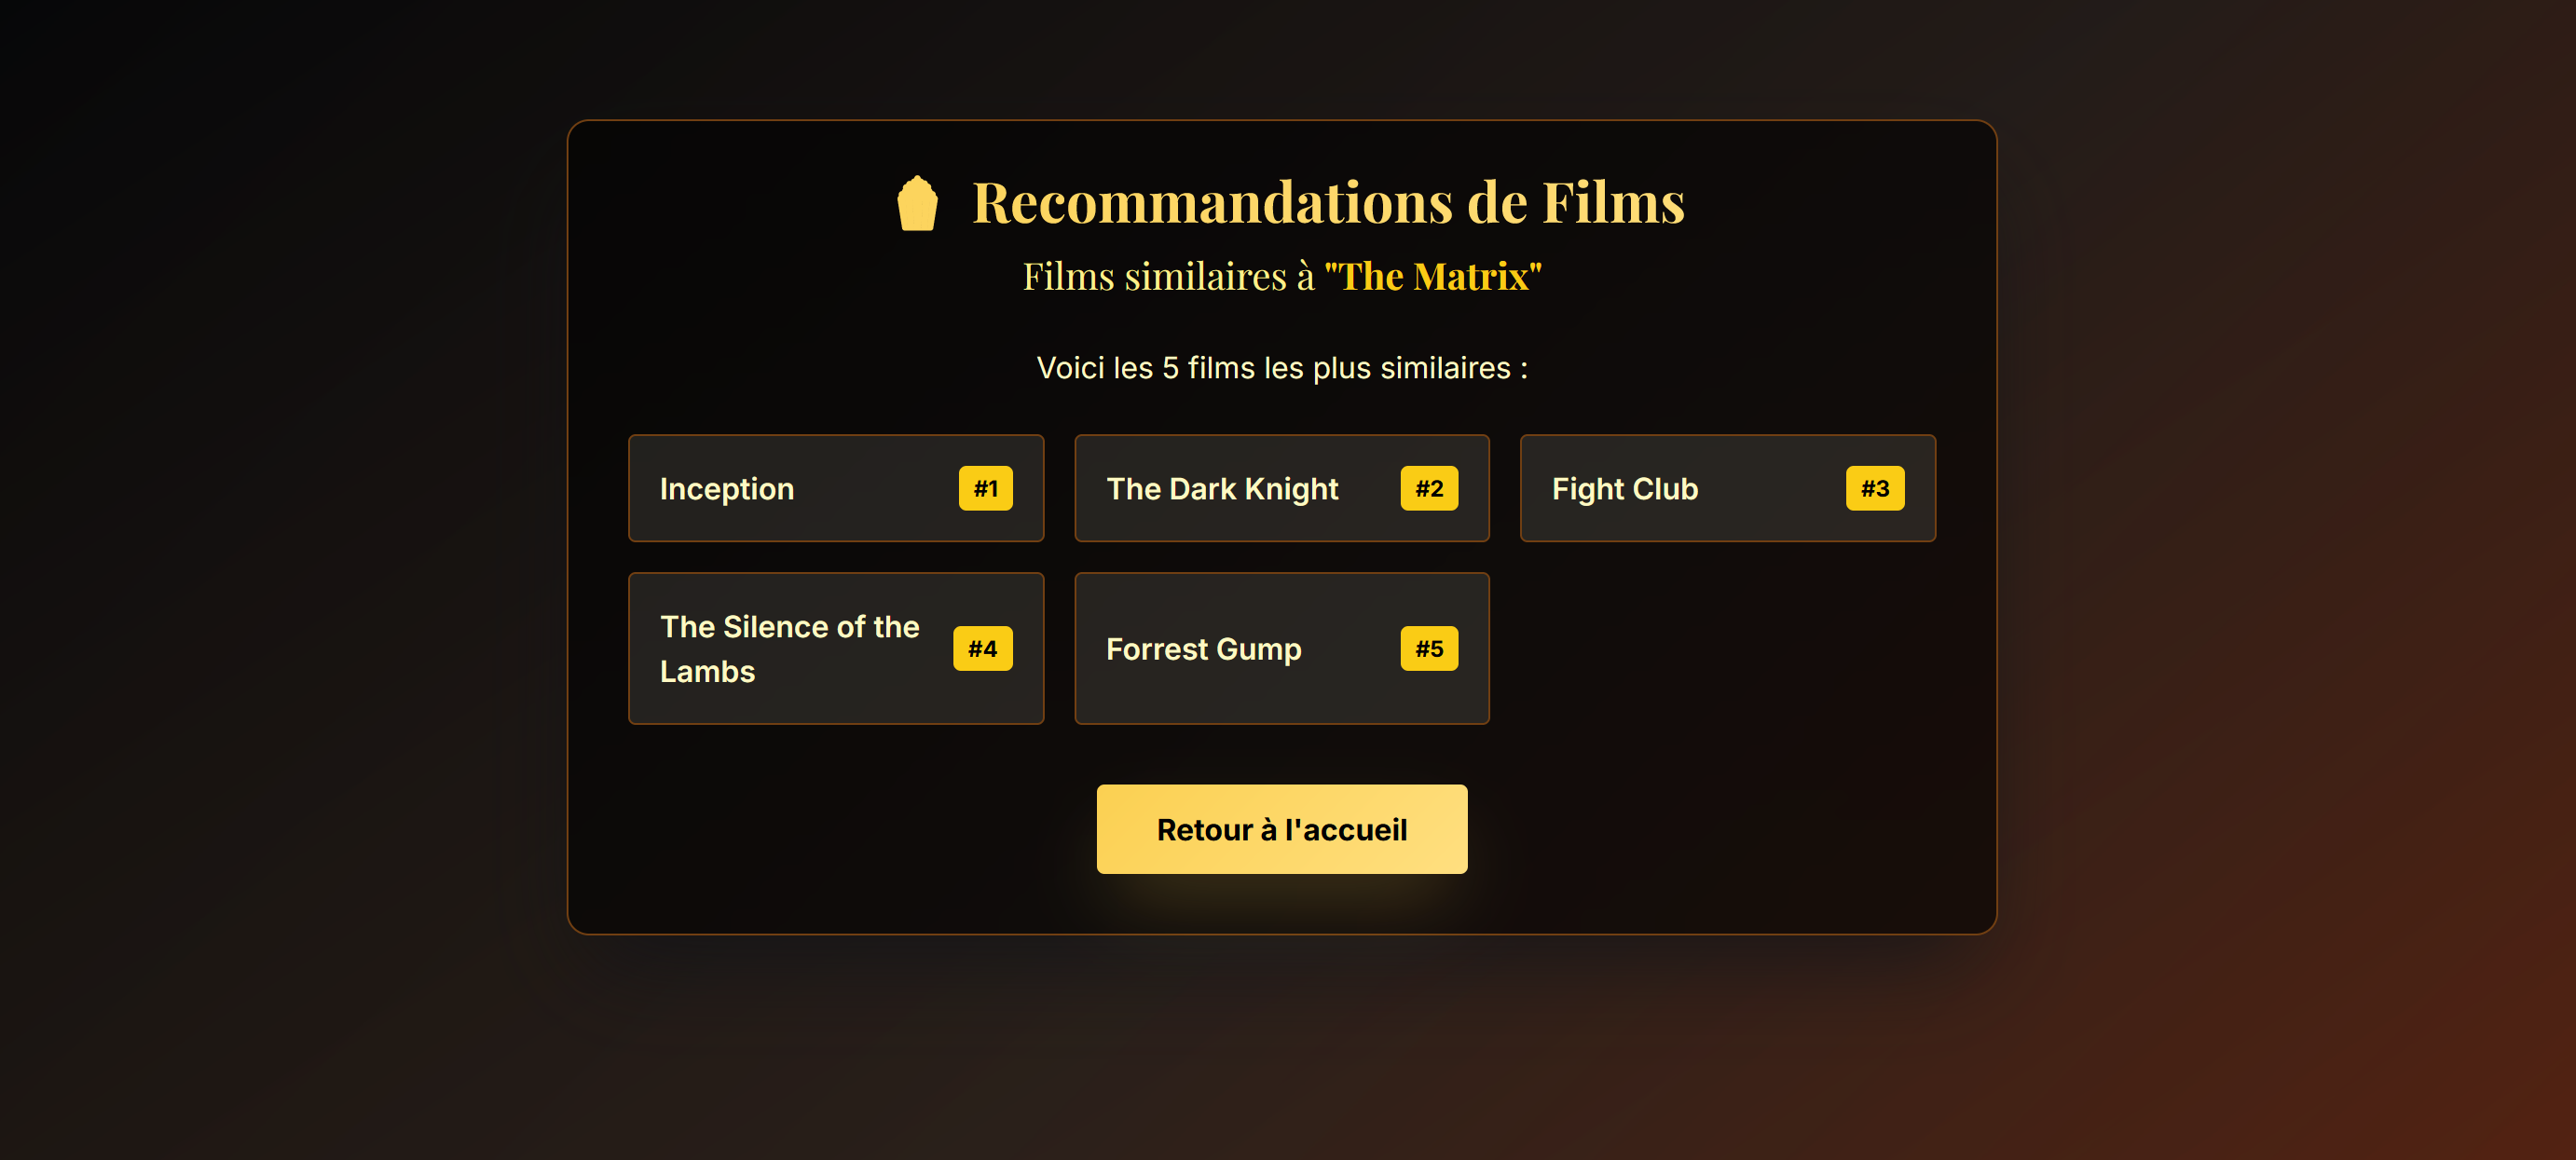 Recommandations de Films
Films similaires à "The Matrix"
Voici les 5 films les plus similaires :
Inception #1
The Dark Knight #2
Fight Club #3
The Silence of the
Lambs #4
Forrest Gump #5
Retour à l'accueil